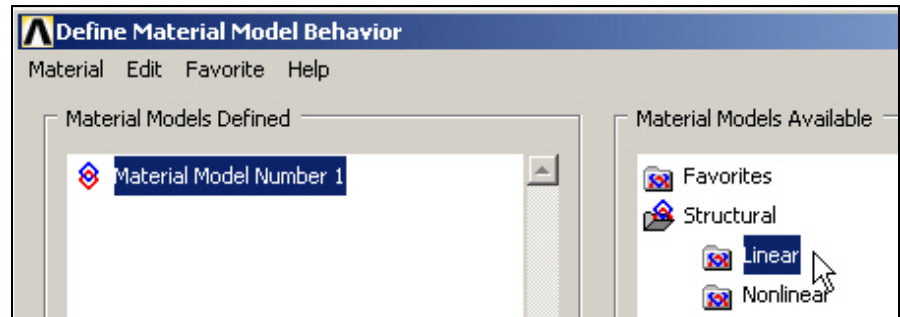 Define Material Model Behavior
Material Edit Favorite Help
Material Models Defined
Material Models Available
Material Model Number 1
Favorites
Structural
Linear
Nonlinear